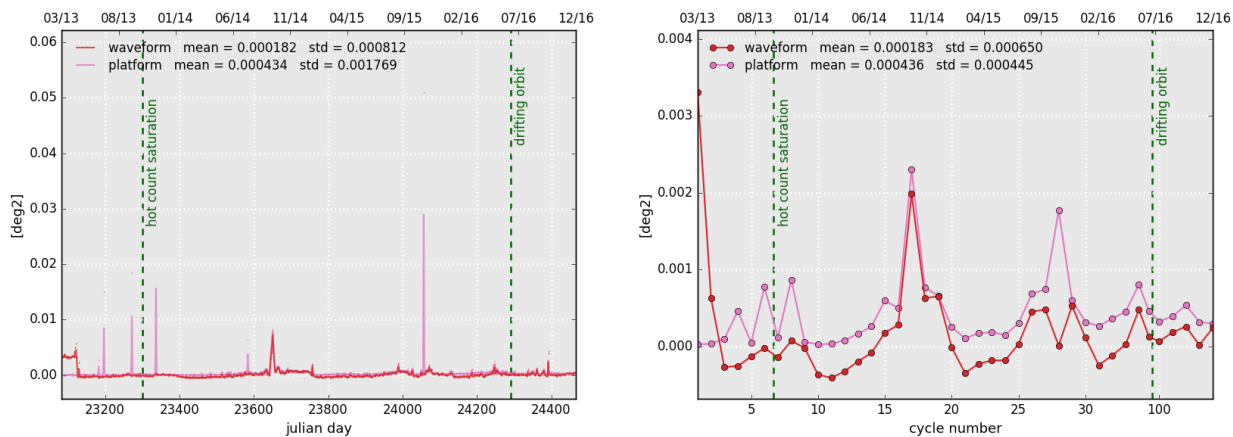 03/13 08/13 01/14 06/14 11/14 04/15 09/15 02/16 07/16 12/16
waveform mean = 0.000182 std = 0.000812
platform mean = 0.000434 std = 0.001769
0.06
0.05
0.04
0.03
0.02
0.01
0.00
[deg2]
hot count saturation
drifting orbit
23200 23400 23600 23800 24000 24200 24400
julian day
03/13 08/13 01/14 06/14 11/14 04/15 09/15 02/16 07/16 12/16
waveform mean = 0.000183 std = 0.000650
platform mean = 0.000436 std = 0.000445
0.004
0.003
0.002
0.001
0.000
[deg2]
hot count saturation
drifting orbit
5 10 15 20 25 30 100
cycle number